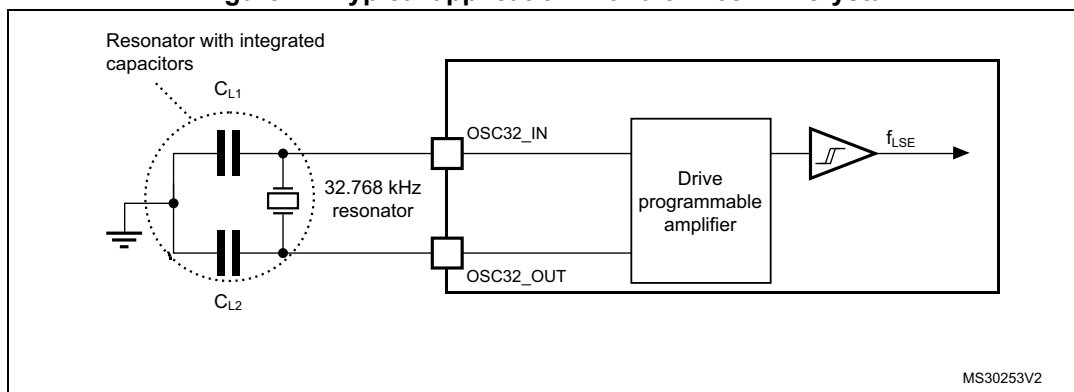 Resonator with integrated
capacitors
CL1
OSC32_IN
fLSE
32.768 kHz
resonator
Drive
programmable
amplifier
OSC32_OUT
CL2
MS30253V2